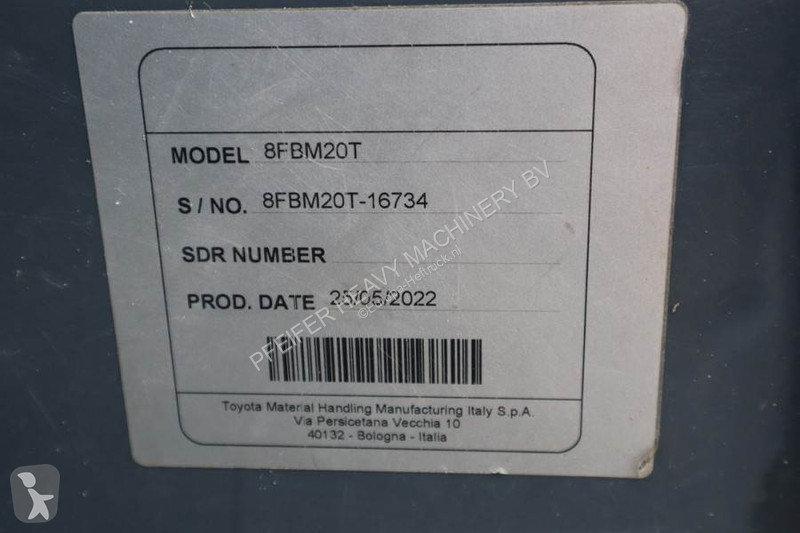 MODEL 8FBM20T
S / NO. 8FBM20T-16734
SDR NUMBER
PROD. DATE 25/05/2022
Toyota Material Handling Manufacturing Italy S.p.A.
Via Persicetana Vecchia 10
40132 - Bologna - Italia
PFEIFER HEAVY MACHINERY BV